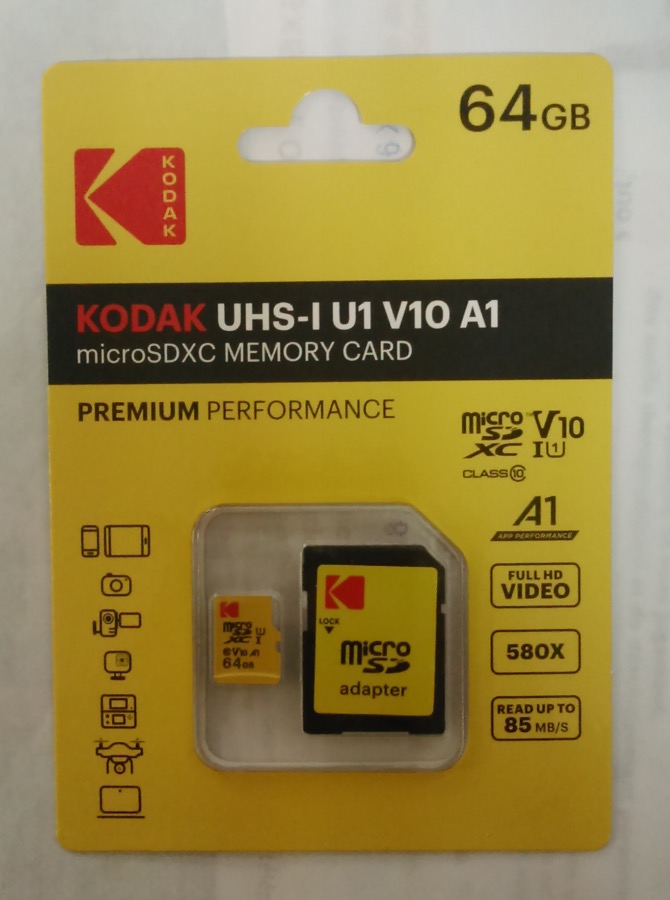 64GB
KODAK
KODAK UHS-I U1 V10 A1
microSDXC MEMORY CARD
PREMIUM PERFORMANCE
micro SD XC I U1 V10
CLASS 10
A1
APP PERFORMANCE
FULL HD
VIDEO
580X
READ UP TO
85 MB/S
micro SD XC U1 I
V10 A1
64GB
LOCK
micro SD
adapter